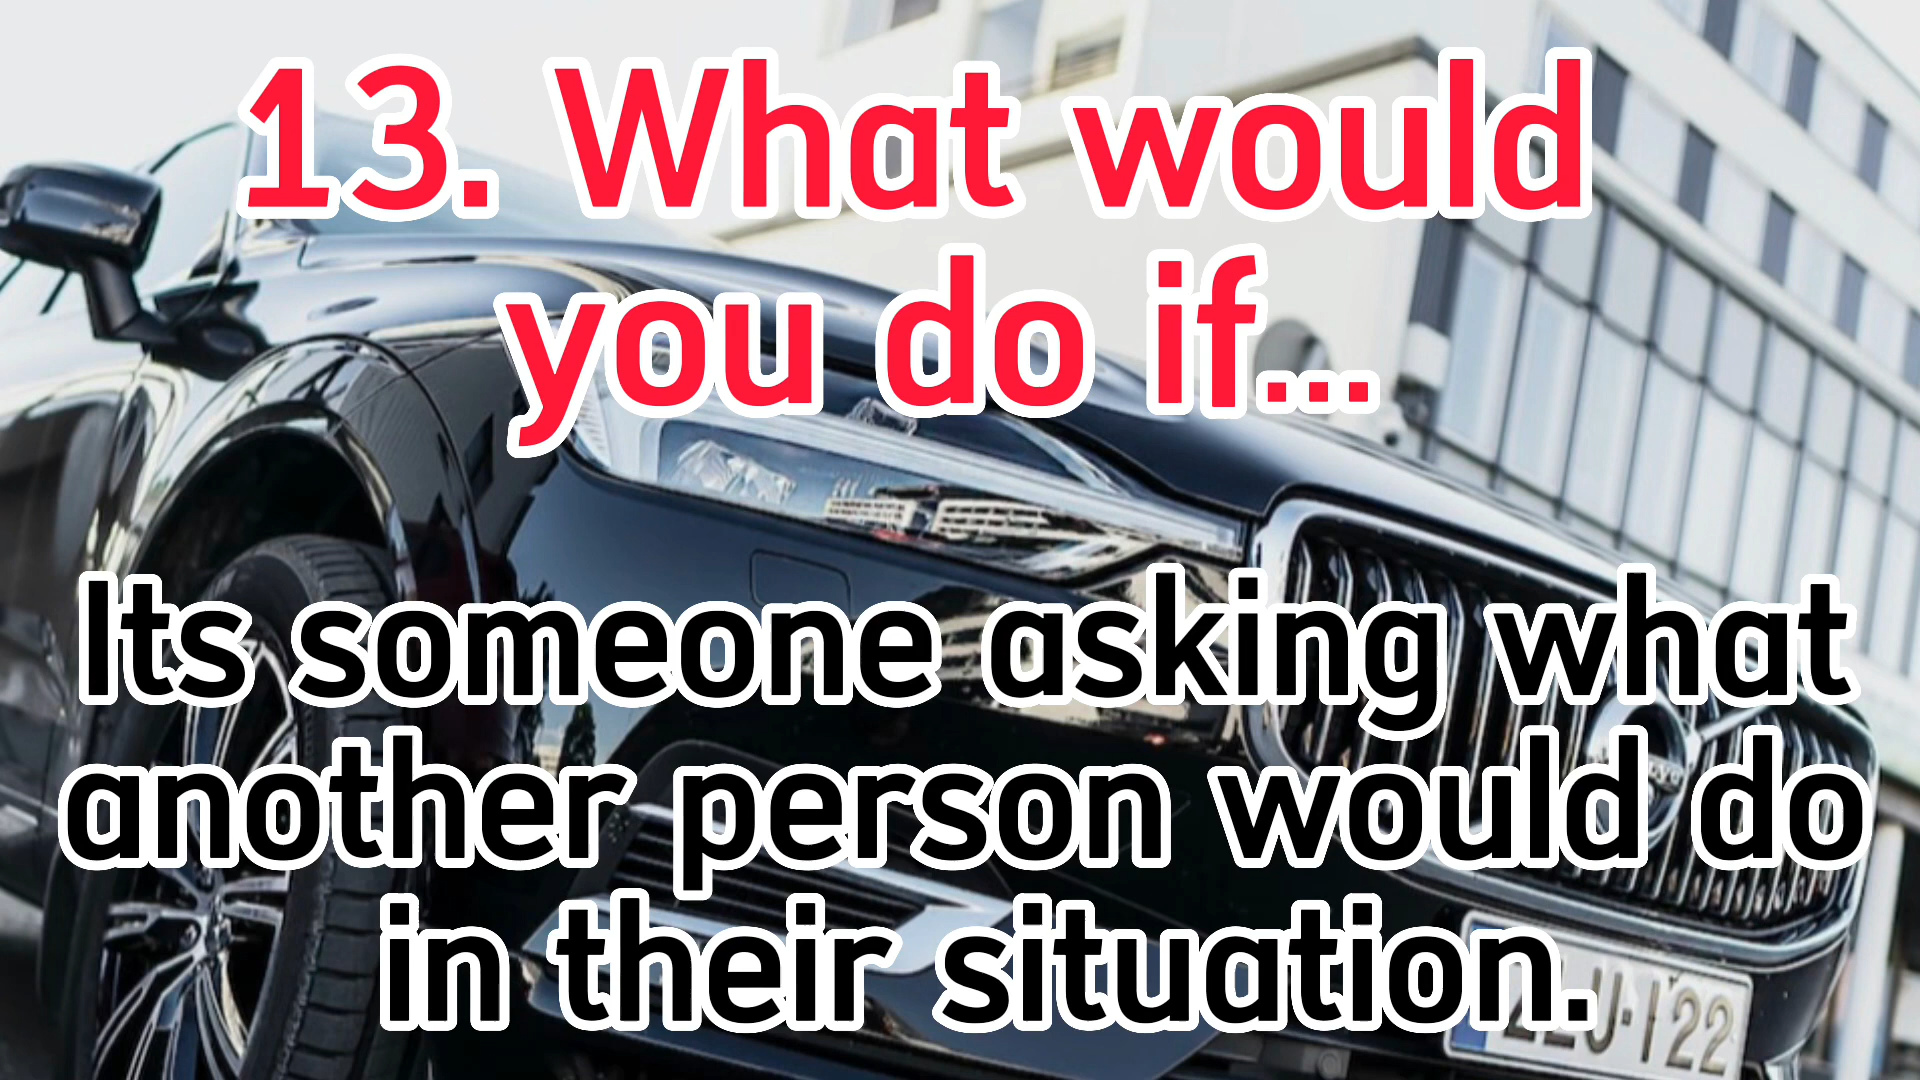 13. What would
you do if...
Its someone asking what
another person would do
in their situation.